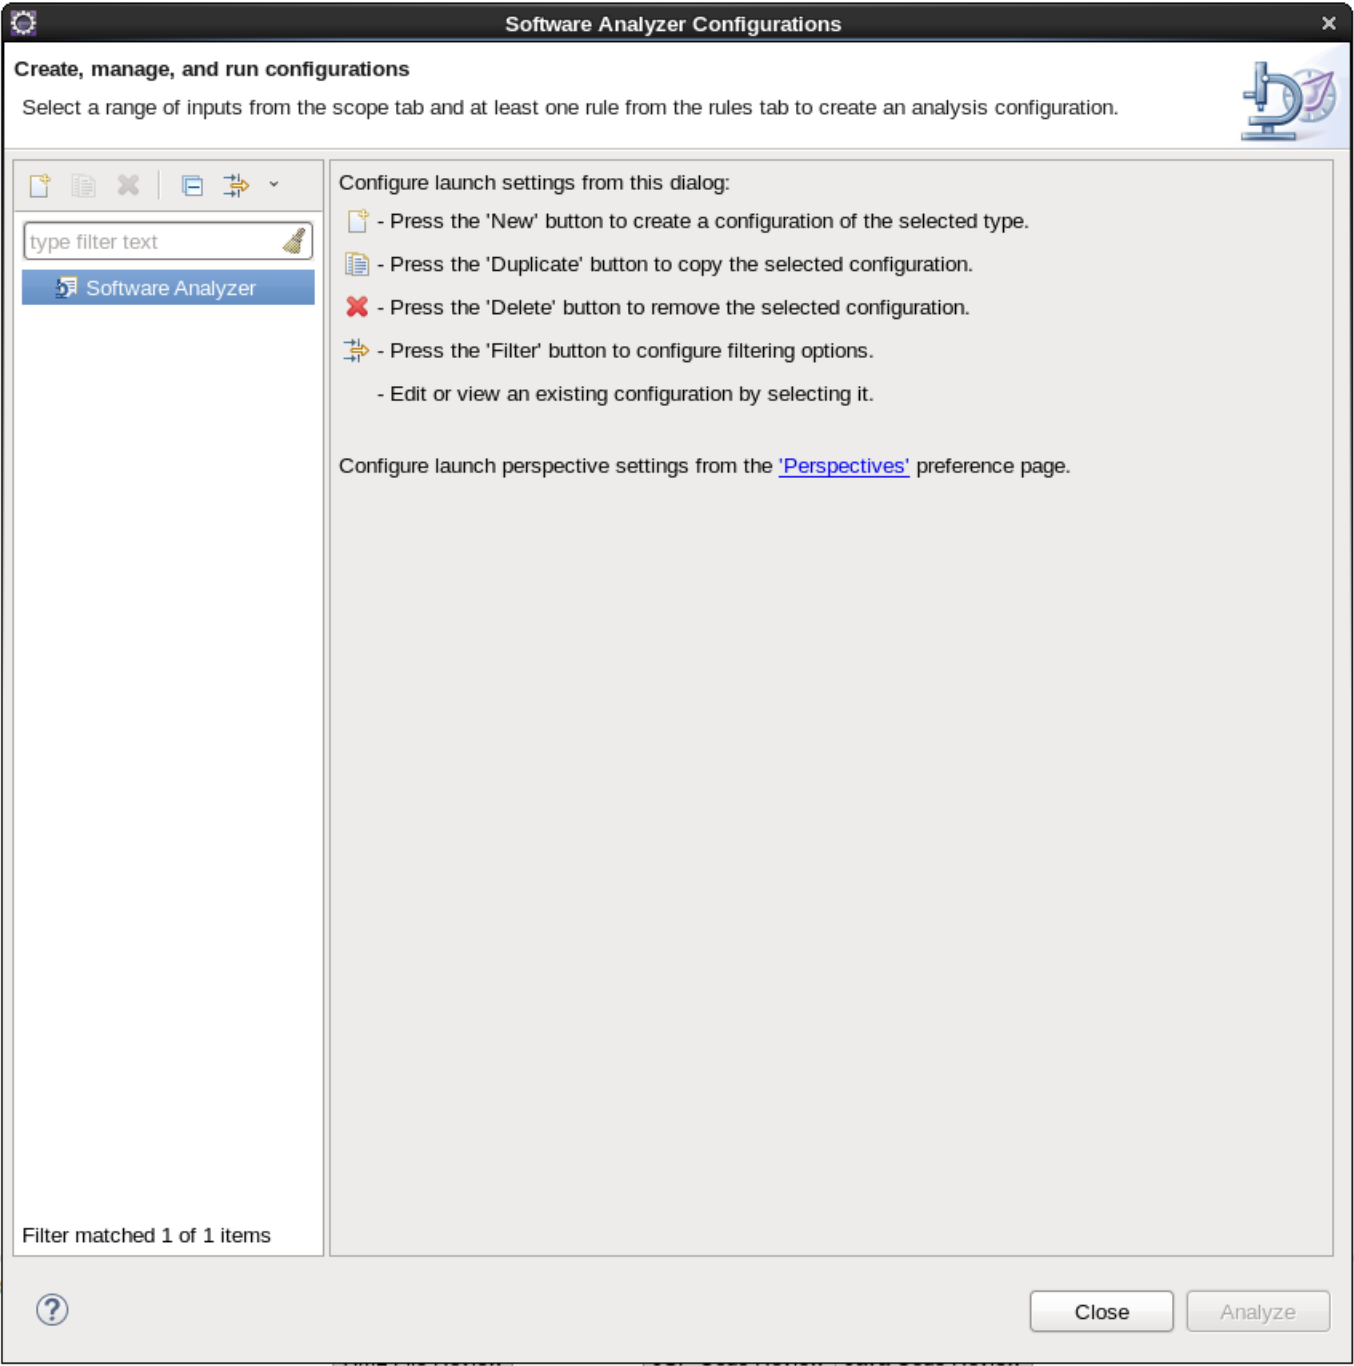 Software Analyzer Configurations
Create, manage, and run configurations
Select a range of inputs from the scope tab and at least one rule from the rules tab to create an analysis configuration.
type filter text
Software Analyzer
Filter matched 1 of 1 items
Configure launch settings from this dialog:
- Press the 'New' button to create a configuration of the selected type.
- Press the 'Duplicate' button to copy the selected configuration.
- Press the 'Delete' button to remove the selected configuration.
- Press the 'Filter' button to configure filtering options.
- Edit or view an existing configuration by selecting it.
Configure launch perspective settings from the 'Perspectives' preference page.
Close
Analyze